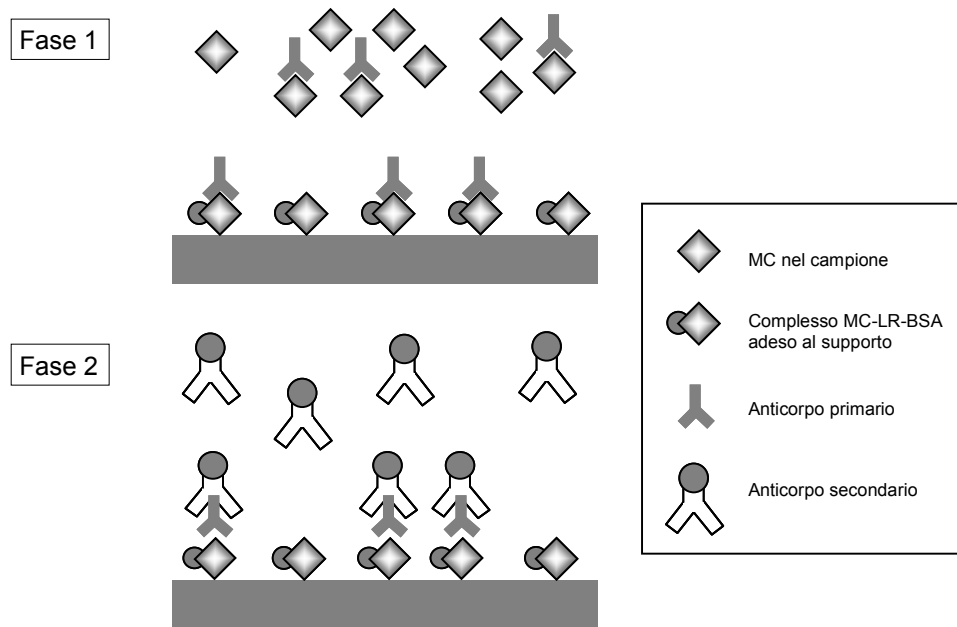 Fase 1
MC nel campione
Complesso MC-LR-BSA
adeso al supporto
Fase 2
Anticorpo primario
Anticorpo secondario